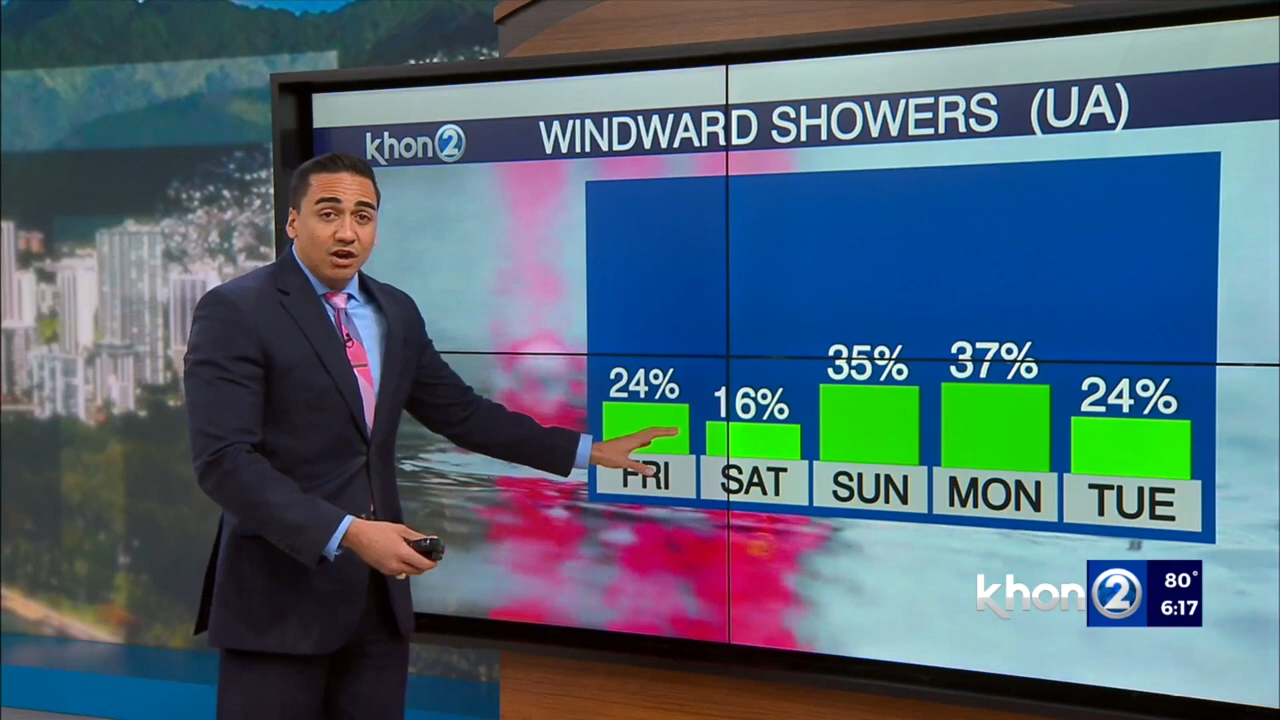 khon2
WINDWARD SHOWERS (UA)
24%
16%
35%
37%
24%
FRI
SAT
SUN
MON
TUE
khon2
80°
6:17